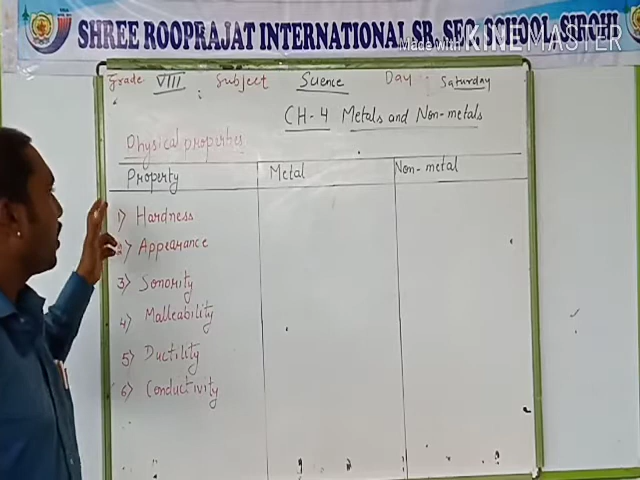 SHREE ROOPRAJAT INTERNATIONAL SR. SEC. SCHOOL, SIROHI
Made with KINEMASTER
Grade VIII : Subject Science Day : Saturday
CH-4 Metals and Non-metals
Physical properties
Property Metal Non-metal
1) Hardness
2) Appearance
3) Sonority
4) Malleability
5) Ductility
6) Conductivity